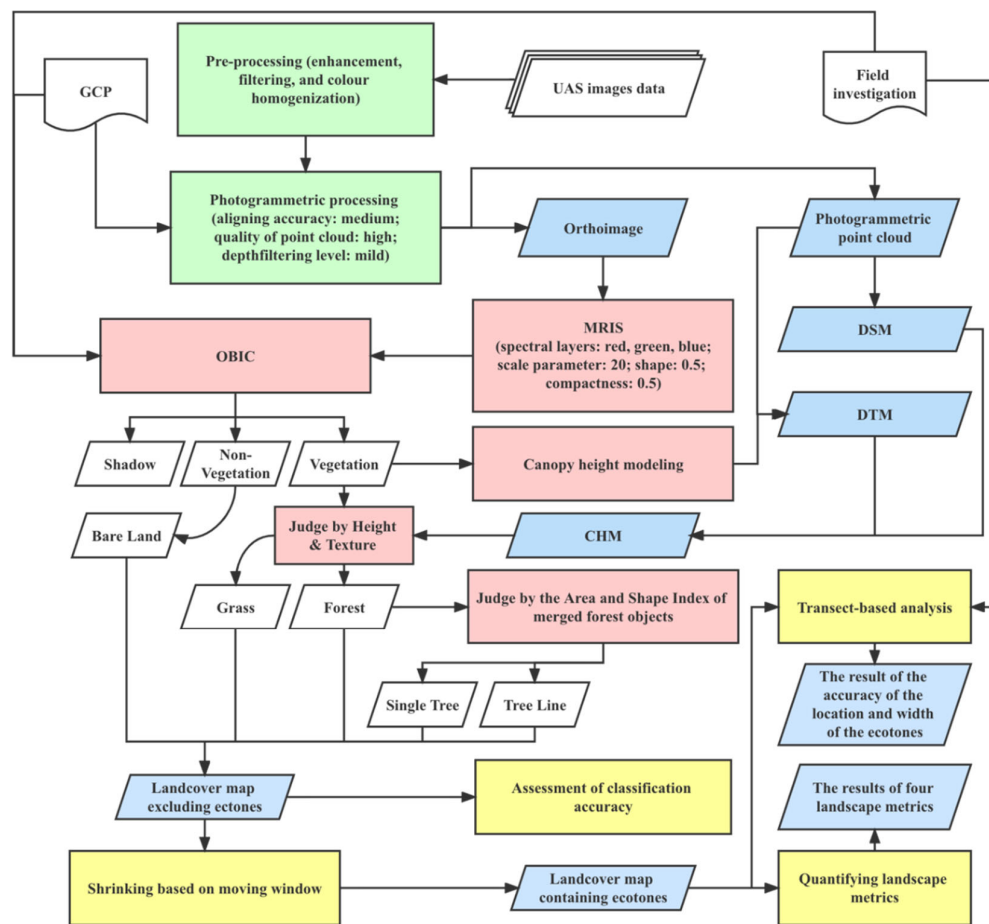 Pre-processing (enhancement,
filtering, and colour
homogenization)
UAS images data
GCP
Field
investigation
Photogrammetric processing
(aligning accuracy: medium;
quality of point cloud: high;
depthfiltering level: mild)
Orthoimage
Photogrammetric
point cloud
OBIC
MRIS
(spectral layers: red, green, blue;
scale parameter: 20; shape: 0.5;
compactness: 0.5)
DSM
DTM
Shadow
Non-
Vegetation
Vegetation
Canopy height modeling
Bare Land
Judge by Height
& Texture
CHM
Grass
Forest
Judge by the Area and Shape Index of
merged forest objects
Transect-based analysis
Single Tree
Tree Line
The result of the
accuracy of the
location and width
of the ecotones
Landcover map
excluding ectones
Assessment of classification
accuracy
The results of four
landscape metrics
Shrinking based on moving window
Landcover map
containing ecotones
Quantifying landscape
metrics